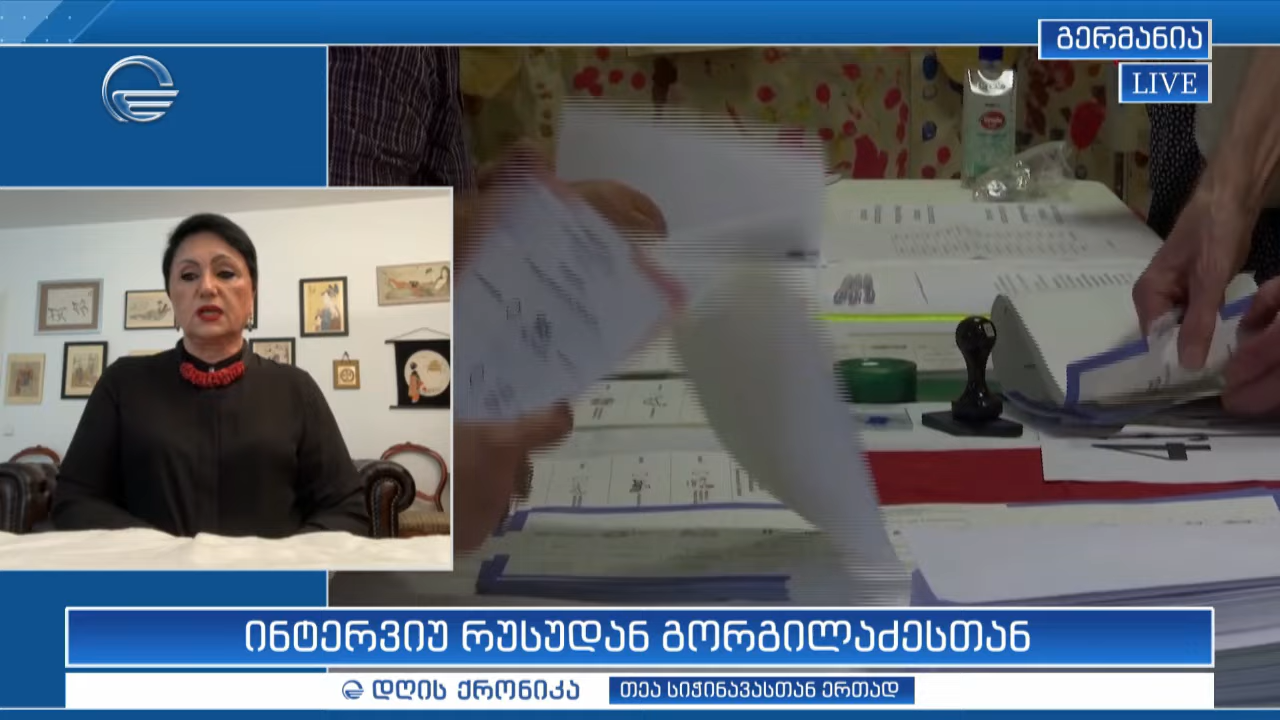 გერმანია
LIVE
ინტერვიუ რუსუდან გორგილაძესთან
დღის ქრონიკა
თეა სიჭინავასთან ერთად